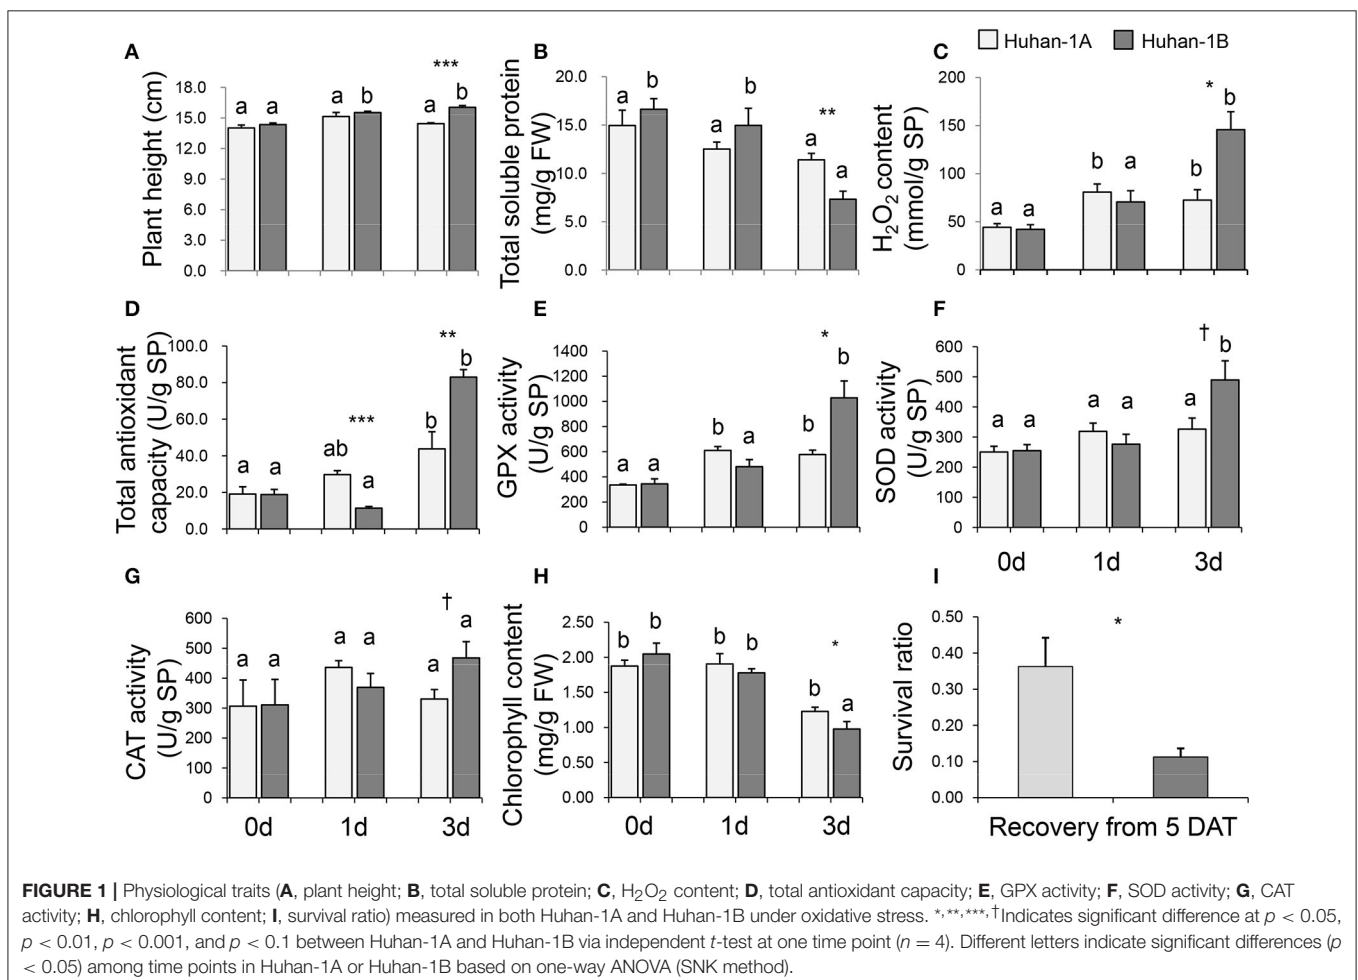 Huhan-1A Huhan-1B
A
Plant height (cm)
18.0
15.0
12.0
9.0
6.0
3.0
0.0
a a a b a b
***
B
Total soluble protein
(mg/g FW)
20.0
15.0
10.0
5.0
0.0
a b a b a a
**
C
H₂O₂ content
(mmol/g SP)
200
150
100
50
0
a a b a b b
*
D
Total antioxidant
capacity (U/g SP)
100.0
80.0
60.0
40.0
20.0
0.0
a a ab a b b
***
**
E
GPX activity
(U/g SP)
1400
1200
1000
800
600
400
200
0
a a b a b b
*
F
SOD activity
(U/g SP)
600
500
400
300
200
100
0
a a a a a b
†
0d 1d 3d
G
CAT activity
(U/g SP)
600
500
400
300
200
100
0
a a a a a a
†
0d 1d 3d
H
Chlorophyll content
(mg/g FW)
2.50
2.00
1.50
1.00
0.50
0.00
b b b b b a
*
0d 1d 3d
I
Survival ratio
0.50
0.40
0.30
0.20
0.10
0.00
*
Recovery from 5 DAT
FIGURE 1 | Physiological traits (A, plant height; B, total soluble protein; C, H₂O₂ content; D, total antioxidant capacity; E, GPX activity; F, SOD activity; G, CAT
activity; H, chlorophyll content; I, survival ratio) measured in both Huhan-1A and Huhan-1B under oxidative stress. *,**,***,†Indicates significant difference at p < 0.05,
p < 0.01, p < 0.001, and p < 0.1 between Huhan-1A and Huhan-1B via independent t-test at one time point (n = 4). Different letters indicate significant differences (p
< 0.05) among time points in Huhan-1A or Huhan-1B based on one-way ANOVA (SNK method).